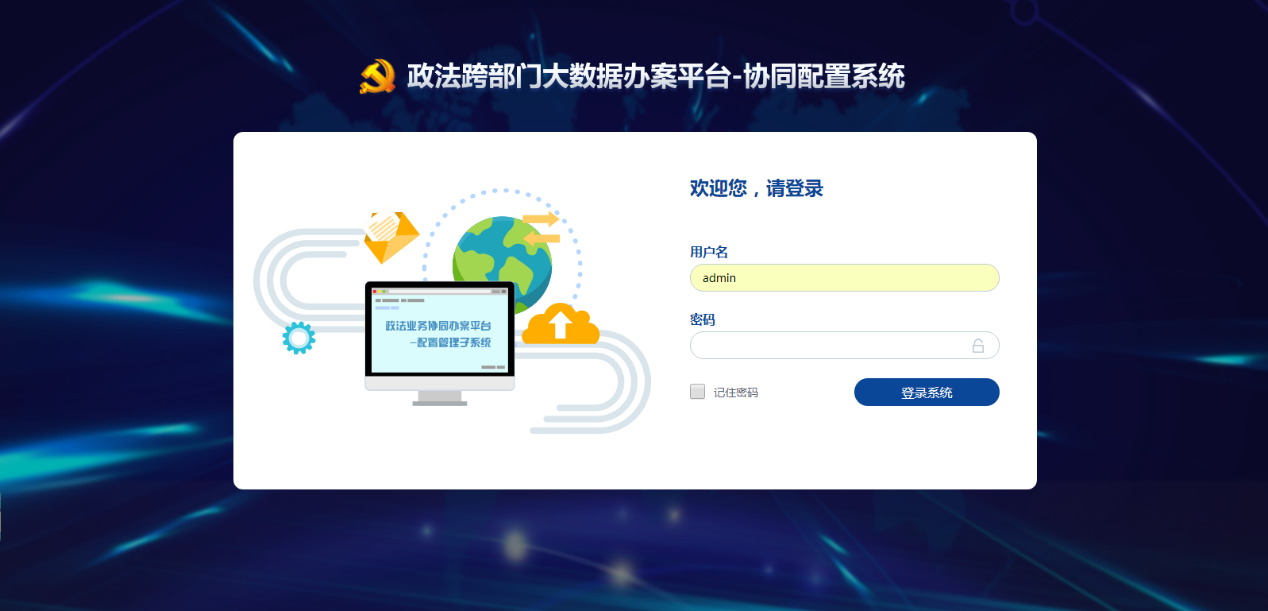 政法跨部门大数据办案平台-协同配置系统
欢迎您，请登录
用户名
admin
密码
记住密码
登录系统
政法业务协同办案平台
-配置管理子系统